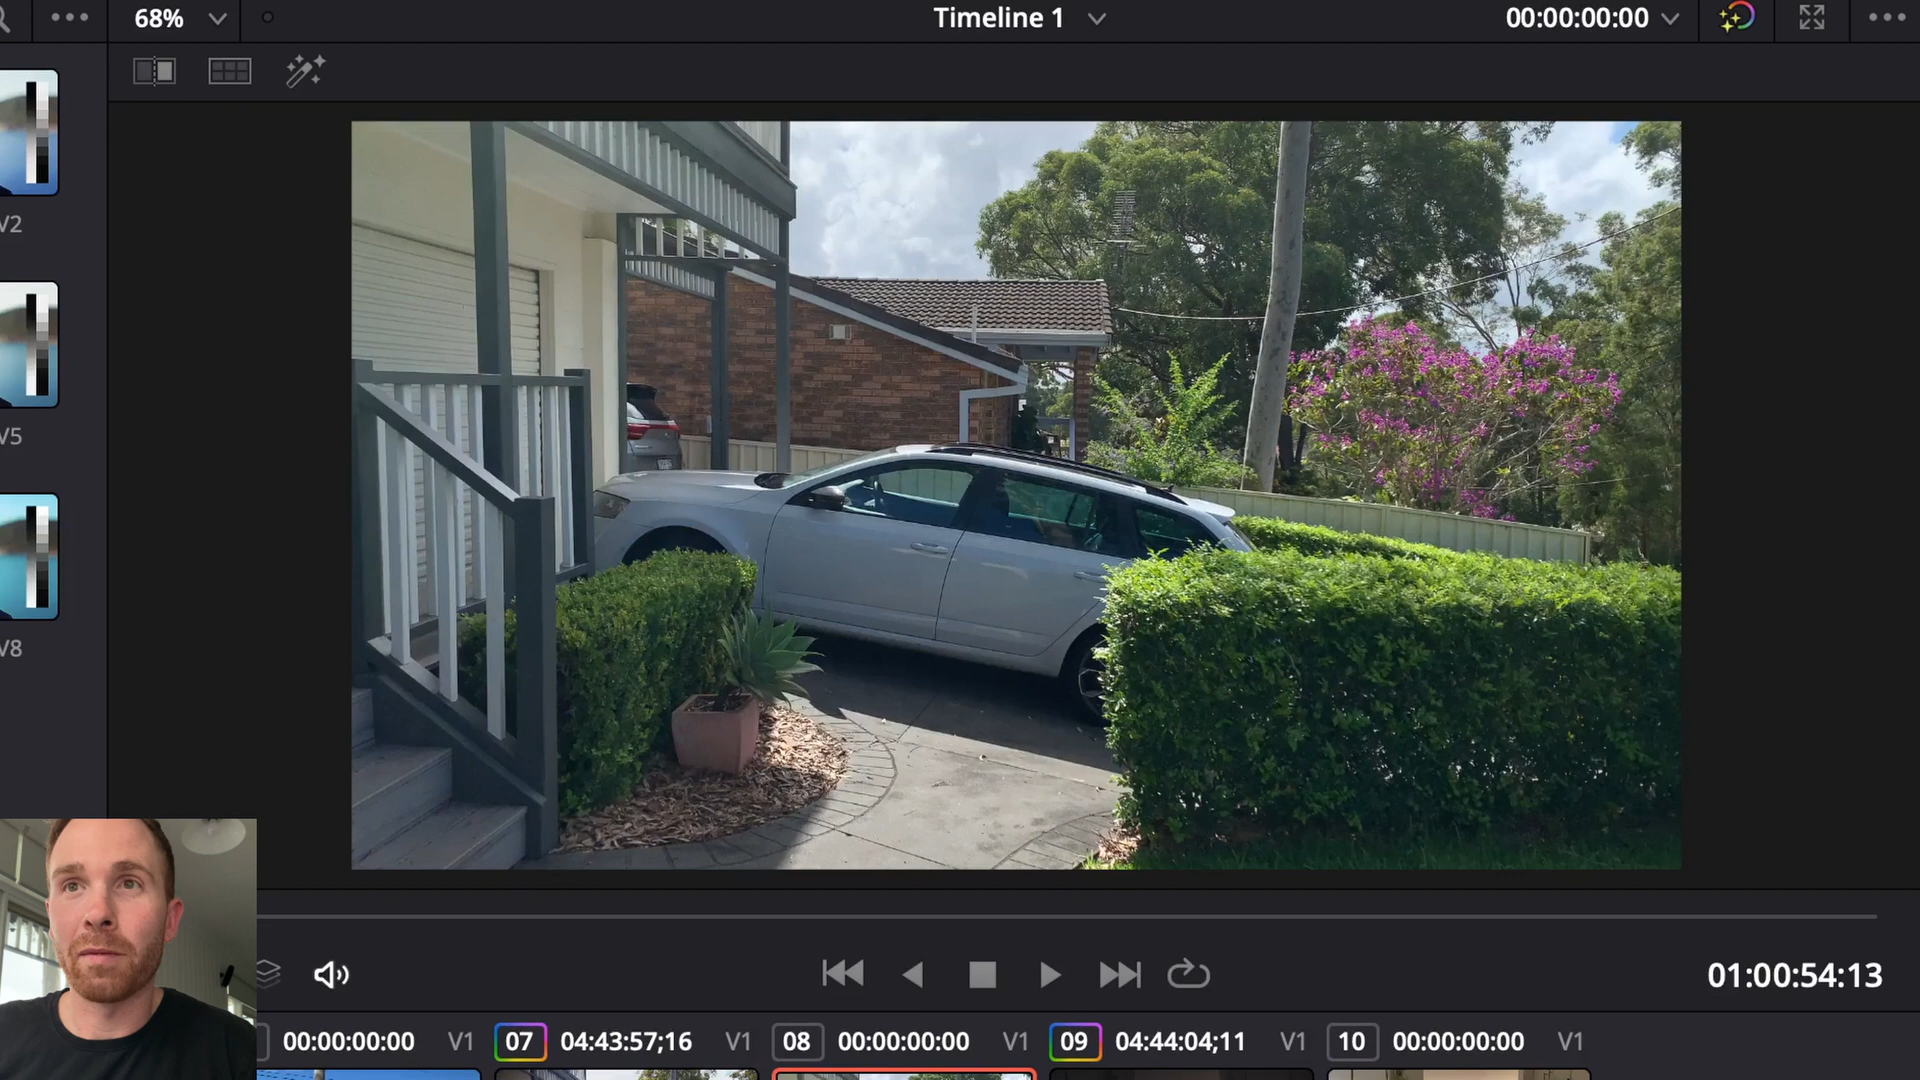 68%
Timeline 1
00:00:00:00
V2
V5
V8
01:00:54:13
00:00:00:00 V1
07 04:43:57;16 V1
08 00:00:00:00 V1
09 04:44:04;11 V1
10 00:00:00:00 V1